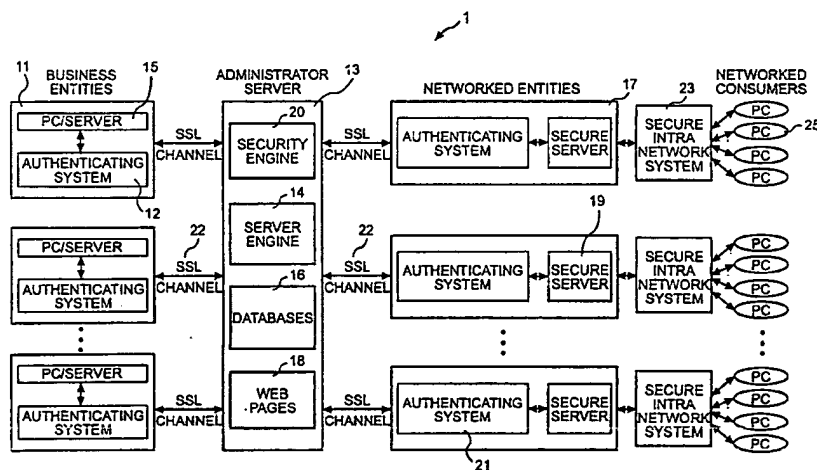 1
11
BUSINESS
ENTITIES
15
PC/SERVER
AUTHENTICATING
SYSTEM
12
SSL
CHANNEL
ADMINISTRATOR
SERVER
13
20
SECURITY
ENGINE
14
SERVER
ENGINE
16
DATABASES
18
WEB
PAGES
SSL
CHANNEL
NETWORKED ENTITIES
17
AUTHENTICATING
SYSTEM
SECURE
SERVER
23
SECURE
INTRA
NETWORK
SYSTEM
NETWORKED
CONSUMERS
PC
PC
25
PC
PC
PC/SERVER
AUTHENTICATING
SYSTEM
22
SSL
CHANNEL
22
SSL
CHANNEL
AUTHENTICATING
SYSTEM
19
SECURE
SERVER
SECURE
INTRA
NETWORK
SYSTEM
PC
PC
PC
PC
PC/SERVER
AUTHENTICATING
SYSTEM
SSL
CHANNEL
SSL
CHANNEL
AUTHENTICATING
SYSTEM
21
SECURE
SERVER
SECURE
INTRA
NETWORK
SYSTEM
PC
PC
PC
PC